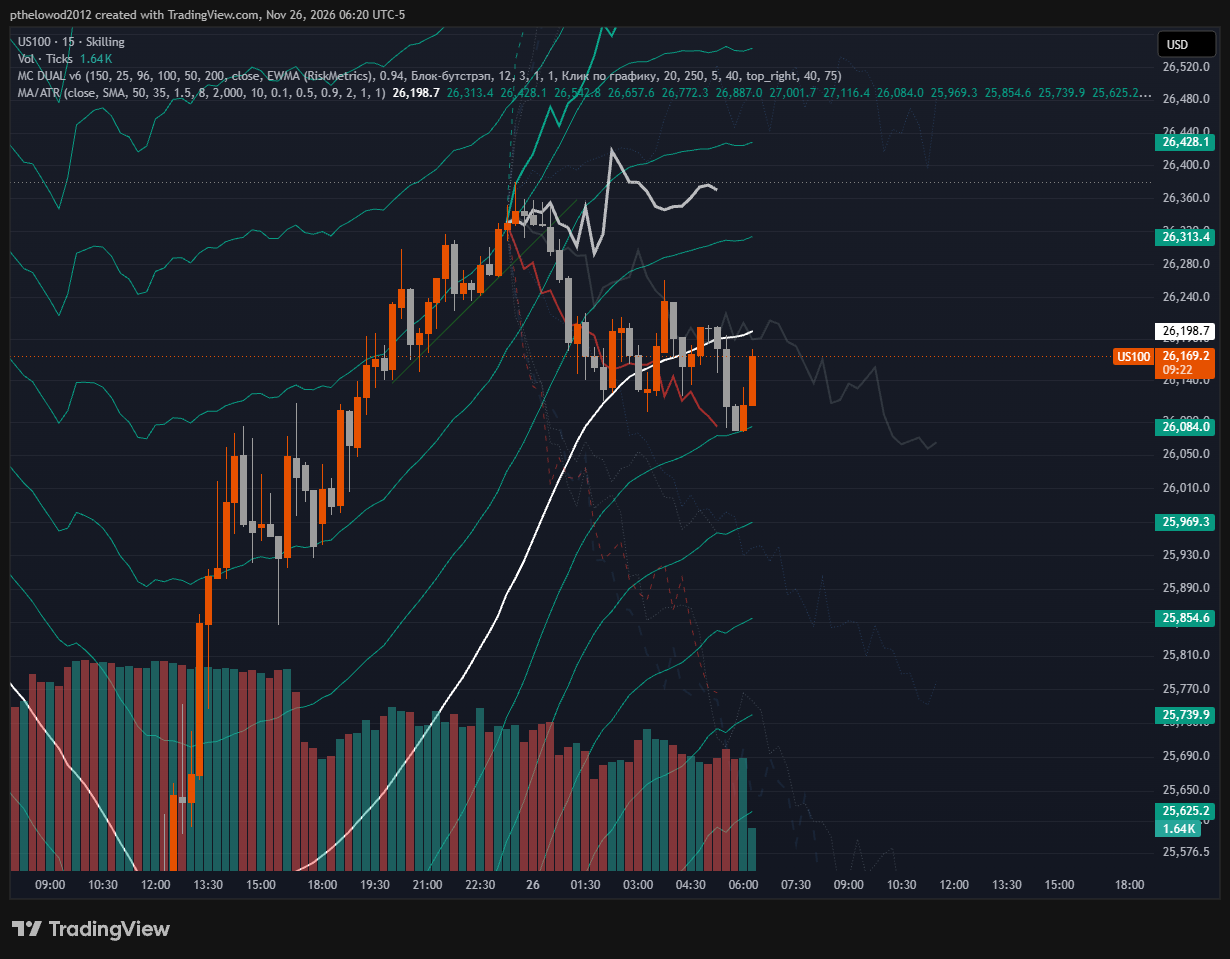 pthelowod2012 created with TradingView.com, Nov 26, 2026 06:20 UTC-5
US100 · 15 · Skilling
Vol · Ticks 1.64K
MC DUAL v6 (150, 25, 96, 100, 50, 200, close, EWMA (RiskMetrics), 0.94, Блок-бутстрэп, 12, 3, 1, 1, Клик по графику, 20, 250, 5, 40, top_right, 40, 75)
MA/ATR (close, SMA, 50, 35, 1.5, 8, 2,000, 10, 0.1, 0.5, 0.9, 2, 1, 1) 26,198.7 26,313.4 26,428.1 26,542.8 26,657.6 26,772.3 26,887.0 27,001.7 27,116.4 26,084.0 25,969.3 25,854.6 25,739.9 25,625.2...
USD
26,520.0
26,480.0
26,440.0
26,428.1
26,400.0
26,360.0
26,313.4
26,280.0
26,240.0
26,198.7
US100 26,169.2
09:22
26,140.0
26,084.0
26,050.0
26,010.0
25,969.3
25,930.0
25,890.0
25,854.6
25,810.0
25,770.0
25,739.9
25,690.0
25,650.0
25,625.2
1.64K
25,576.5
09:00 10:30 12:00 13:30 15:00 18:00 19:30 21:00 22:30 26 01:30 03:00 04:30 06:00 07:30 09:00 10:30 12:00 13:30 15:00 18:00
TradingView